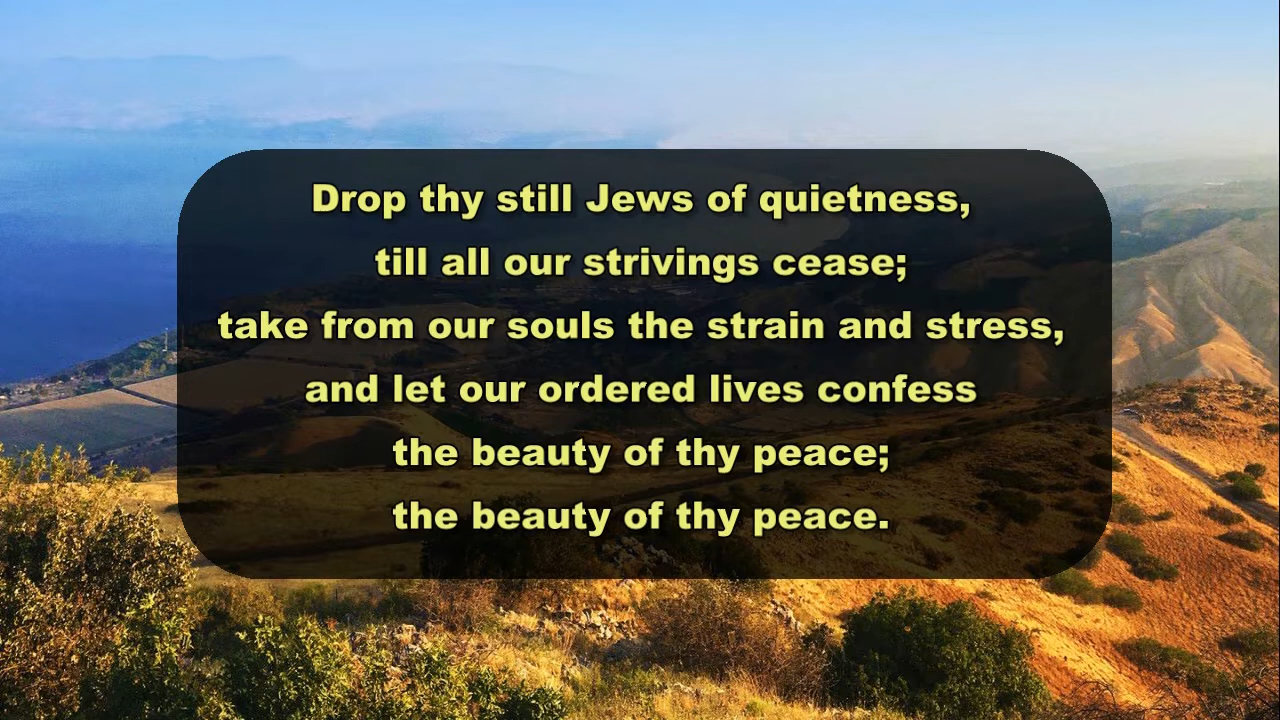 Drop thy still Jews of quietness,
till all our strivings cease;
take from our souls the strain and stress,
and let our ordered lives confess
the beauty of thy peace;
the beauty of thy peace.